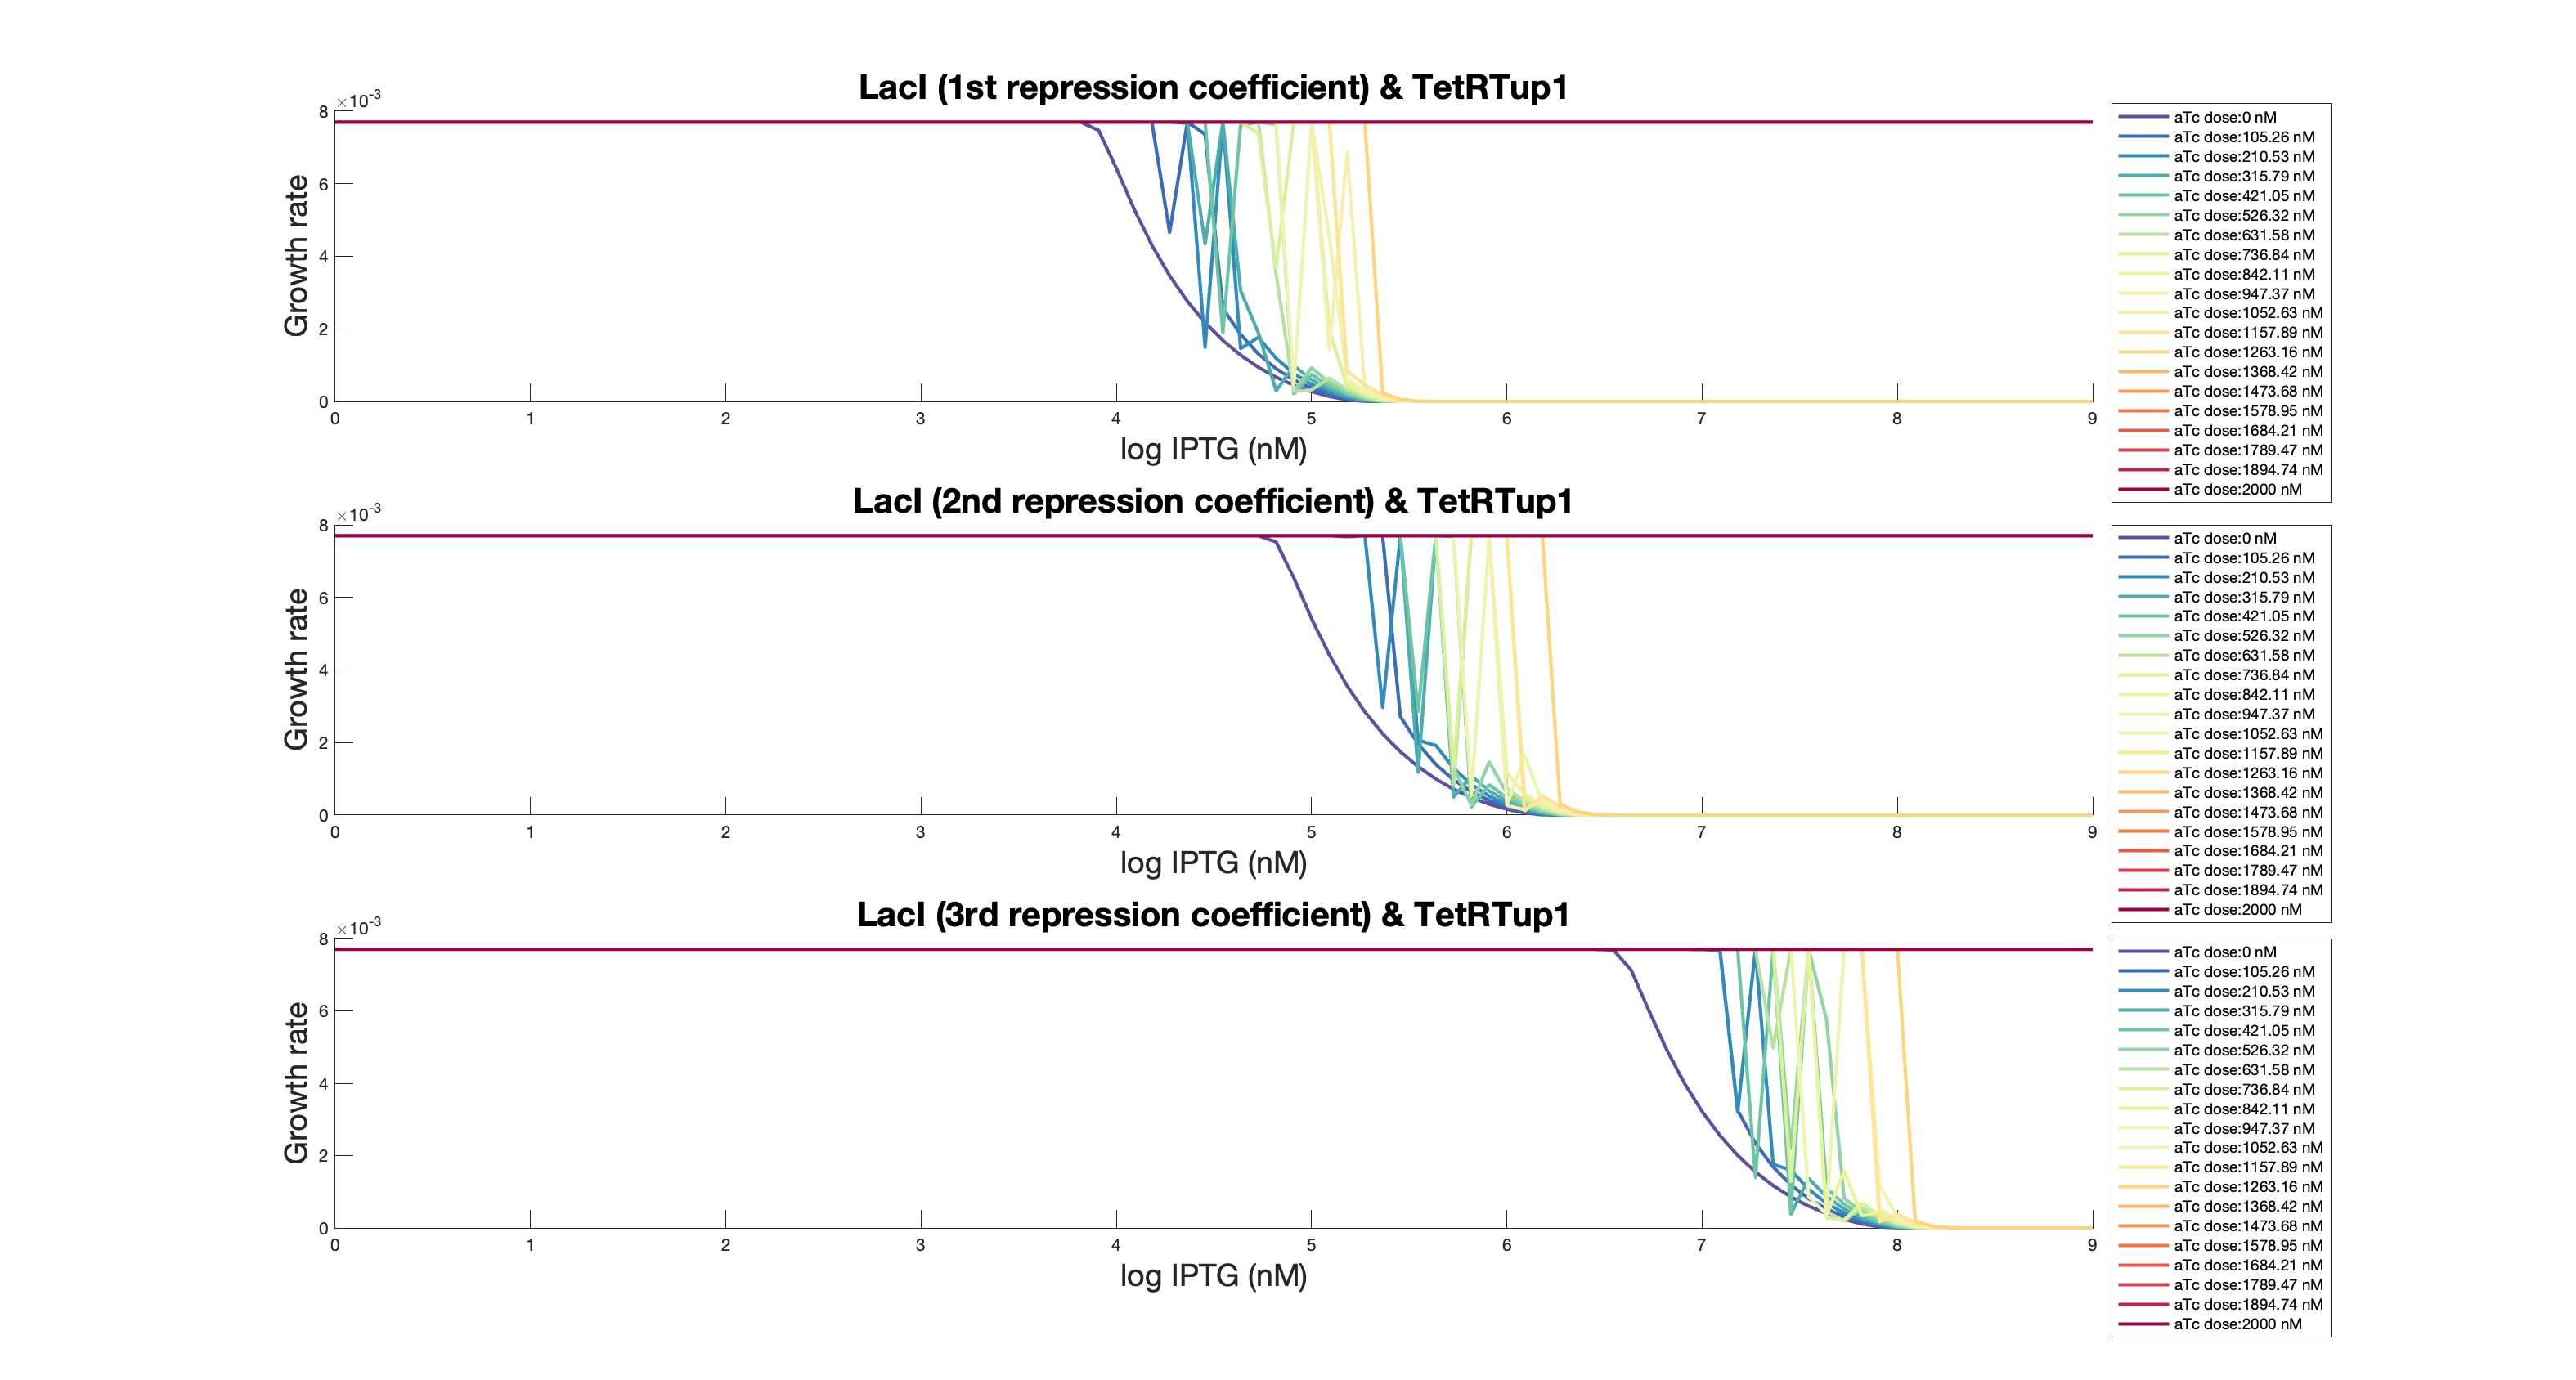 LacI (1st repression coefficient) & TetRTup1
×10-3
8
6
4
2
0
Growth rate
0 1 2 3 4 5 6 7 8 9
log IPTG (nM)
aTc dose:0 nM
aTc dose:105.26 nM
aTc dose:210.53 nM
aTc dose:315.79 nM
aTc dose:421.05 nM
aTc dose:526.32 nM
aTc dose:631.58 nM
aTc dose:736.84 nM
aTc dose:842.11 nM
aTc dose:947.37 nM
aTc dose:1052.63 nM
aTc dose:1157.89 nM
aTc dose:1263.16 nM
aTc dose:1368.42 nM
aTc dose:1473.68 nM
aTc dose:1578.95 nM
aTc dose:1684.21 nM
aTc dose:1789.47 nM
aTc dose:1894.74 nM
aTc dose:2000 nM
LacI (2nd repression coefficient) & TetRTup1
×10-3
8
6
4
2
0
Growth rate
0 1 2 3 4 5 6 7 8 9
log IPTG (nM)
aTc dose:0 nM
aTc dose:105.26 nM
aTc dose:210.53 nM
aTc dose:315.79 nM
aTc dose:421.05 nM
aTc dose:526.32 nM
aTc dose:631.58 nM
aTc dose:736.84 nM
aTc dose:842.11 nM
aTc dose:947.37 nM
aTc dose:1052.63 nM
aTc dose:1157.89 nM
aTc dose:1263.16 nM
aTc dose:1368.42 nM
aTc dose:1473.68 nM
aTc dose:1578.95 nM
aTc dose:1684.21 nM
aTc dose:1789.47 nM
aTc dose:1894.74 nM
aTc dose:2000 nM
LacI (3rd repression coefficient) & TetRTup1
×10-3
8
6
4
2
0
Growth rate
0 1 2 3 4 5 6 7 8 9
log IPTG (nM)
aTc dose:0 nM
aTc dose:105.26 nM
aTc dose:210.53 nM
aTc dose:315.79 nM
aTc dose:421.05 nM
aTc dose:526.32 nM
aTc dose:631.58 nM
aTc dose:736.84 nM
aTc dose:842.11 nM
aTc dose:947.37 nM
aTc dose:1052.63 nM
aTc dose:1157.89 nM
aTc dose:1263.16 nM
aTc dose:1368.42 nM
aTc dose:1473.68 nM
aTc dose:1578.95 nM
aTc dose:1684.21 nM
aTc dose:1789.47 nM
aTc dose:1894.74 nM
aTc dose:2000 nM